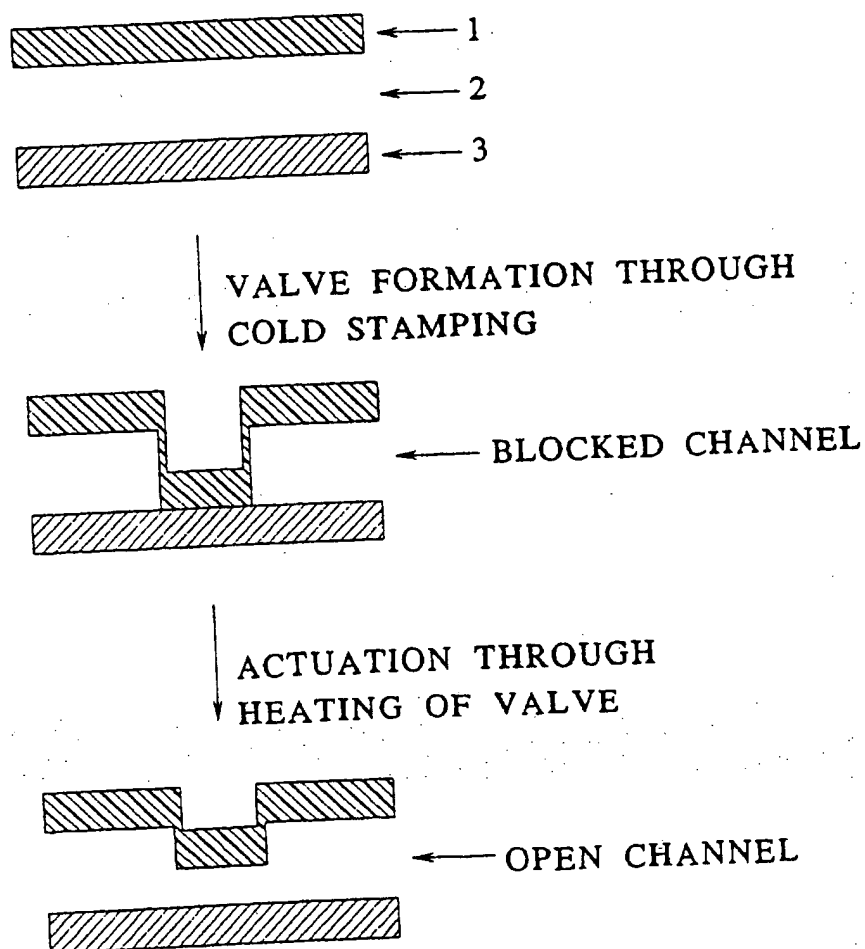 1
2
3
VALVE FORMATION THROUGH
COLD STAMPING
BLOCKED CHANNEL
ACTUATION THROUGH
HEATING OF VALVE
OPEN CHANNEL